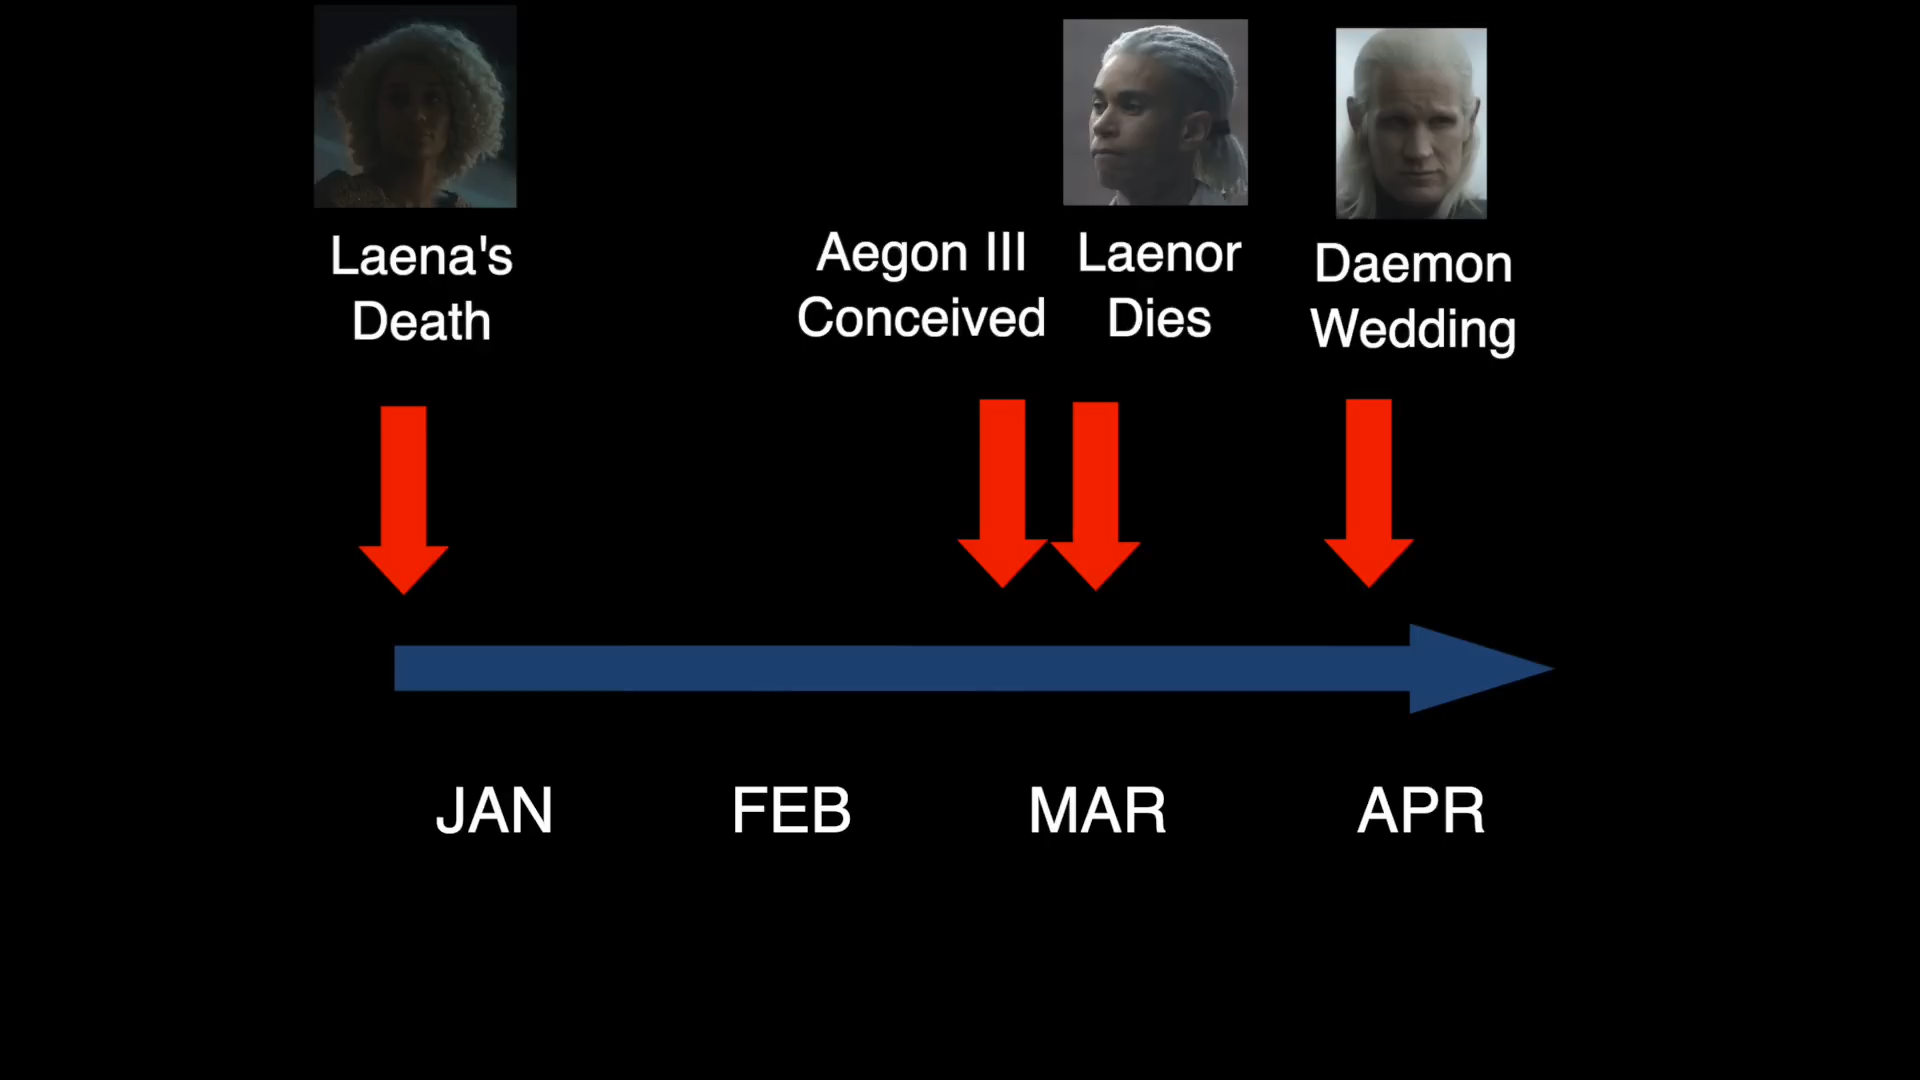 Laena's
Death
Aegon III
Conceived
Laenor
Dies
Daemon
Wedding
JAN
FEB
MAR
APR